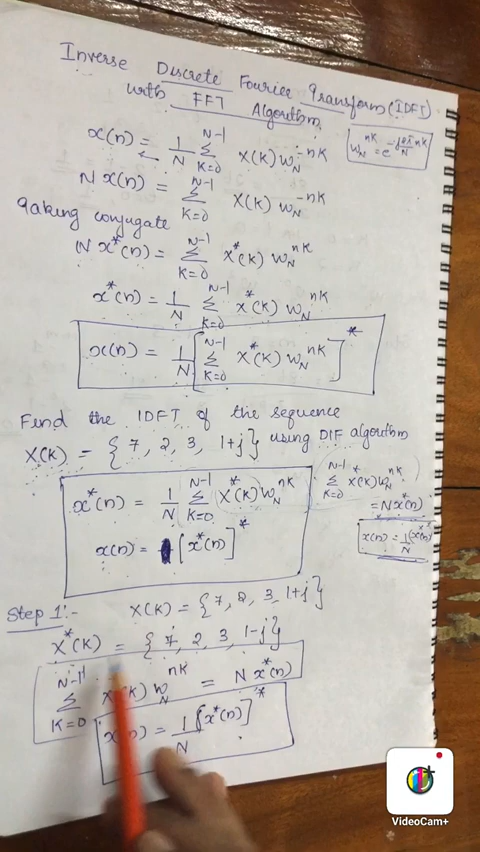 Inverse Discrete Fourier Transform (IDFT)
with FFT Algorithm
x(n) = 1/N Σ_{K=0}^{N-1} X(K) W_N^{-nK}
W_N^{nK} = e^{-j2π/N nK}
N x(n) = Σ_{K=0}^{N-1} X(K) W_N^{-nK}
Taking conjugate
N x*(n) = Σ_{K=0}^{N-1} X*(K) W_N^{nK}
x*(n) = 1/N Σ_{K=0}^{N-1} X*(K) W_N^{nK}
x(n) = 1/N [Σ_{K=0}^{N-1} X*(K) W_N^{nK}]*
Find the IDFT of the sequence
X(K) = {7, 2, 3, 1+j} using DIF algorithm
x*(n) = 1/N Σ_{K=0}^{N-1} X*(K) W_N^{nK}
x(n) = [x*(n)]*
Σ_{K=0}^{N-1} X*(K) W_N^{nK}
= N x*(n)
x(n) = 1/N (x*(n))*
Step 1:-
X(K) = {7, 2, 3, 1+j}
X*(K) = {7, 2, 3, 1-j}
Σ_{K=0}^{N-1} X*(K) W_N^{nK} = N x*(n)
x(n) = 1/N [x*(n)]*
VideoCam+